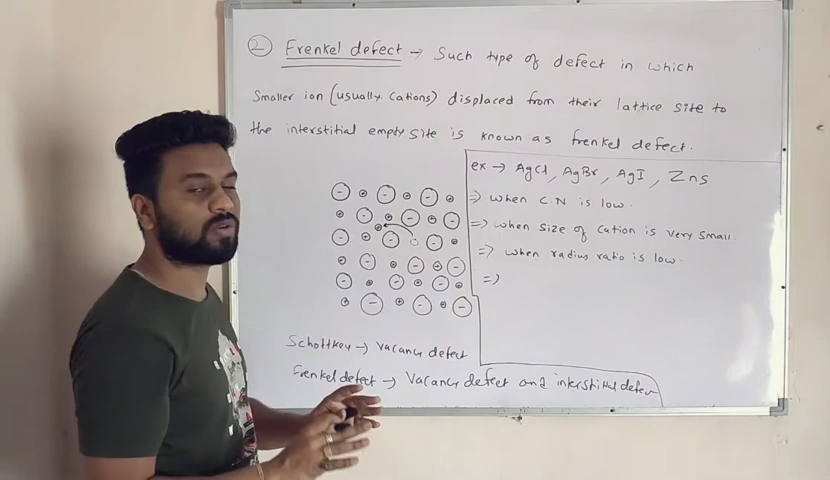 ② Frenkel defect → Such type of defect in which
Smaller ion (usually cations) displaced from their lattice site to
the interstitial empty site is known as frenkel defect.
ex → AgCl, AgBr, AgI, Zns
⇒ when C.N is low.
⇒ when size of cation is very small.
⇒ when radius ratio is low.
⇒
Schottkey → vacancy defect
Frenkel defect → Vacancy defect and interstitial defect